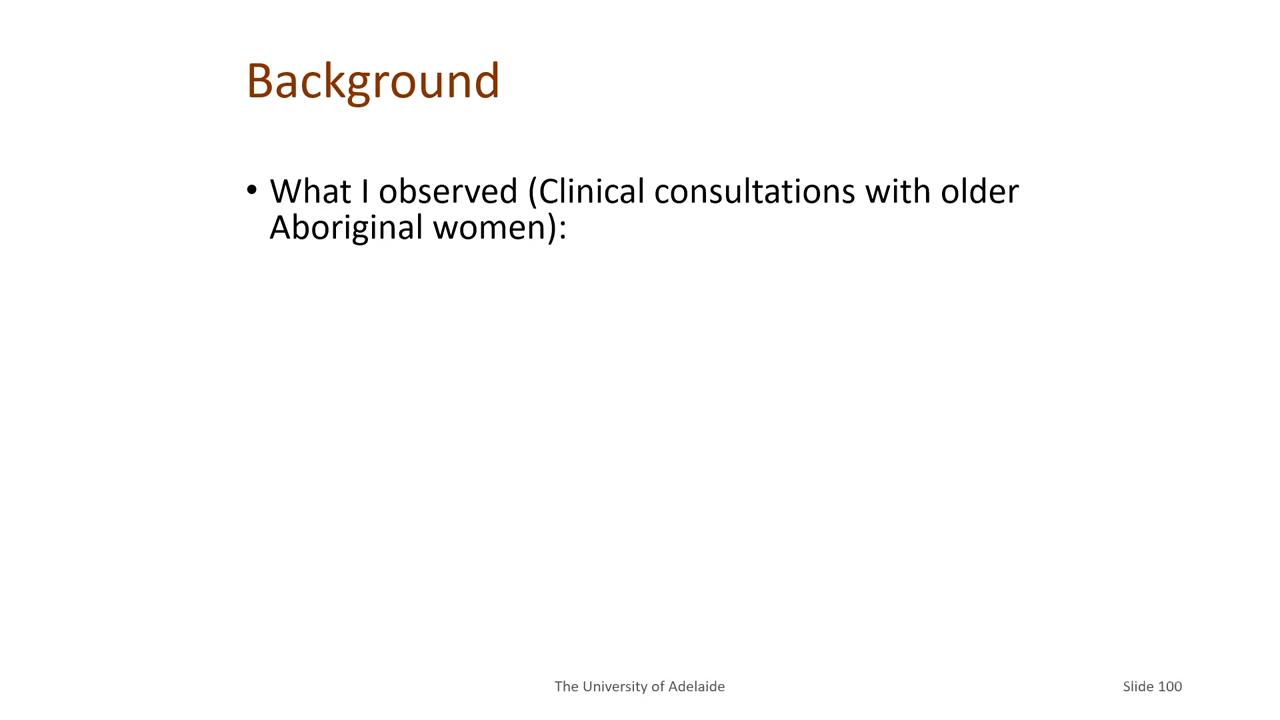 Background
• What I observed (Clinical consultations with older
Aboriginal women):
The University of Adelaide
Slide 100